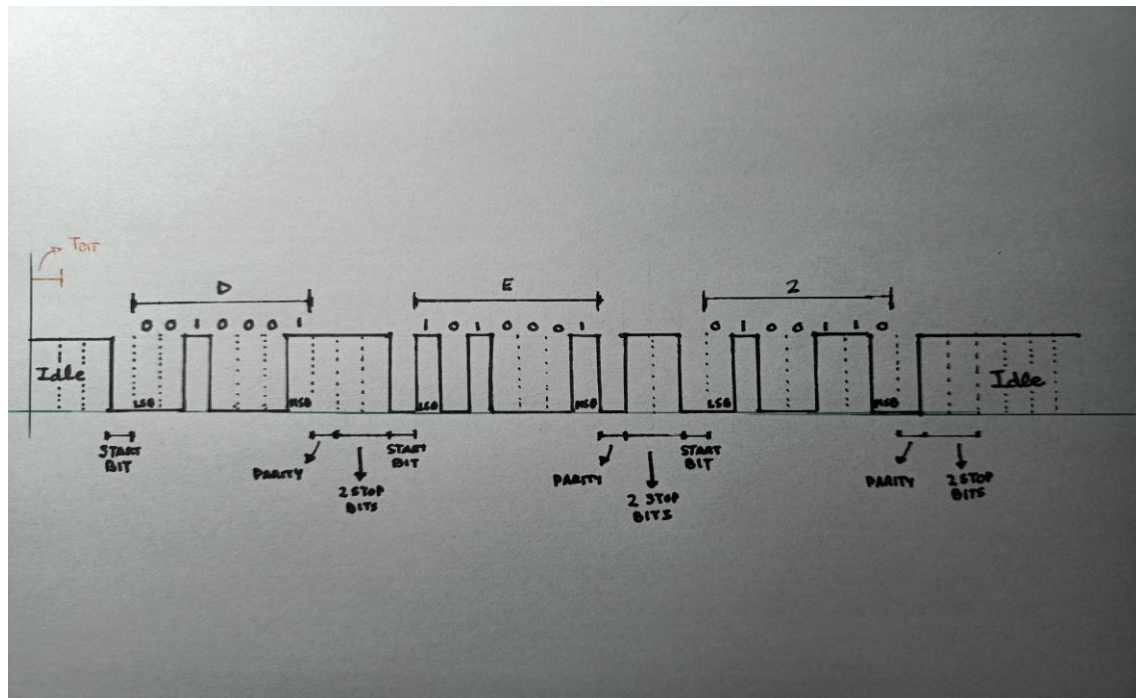 TBIT
D E 2
0 0 1 0 0 0 1 1 0 1 0 0 0 1 0 1 0 0 1 1 0
Idle LSB MSB LSB MSB LSB MSB Idle
START BIT PARITY 2 STOP BITS START BIT PARITY 2 STOP BITS START BIT PARITY 2 STOP BITS